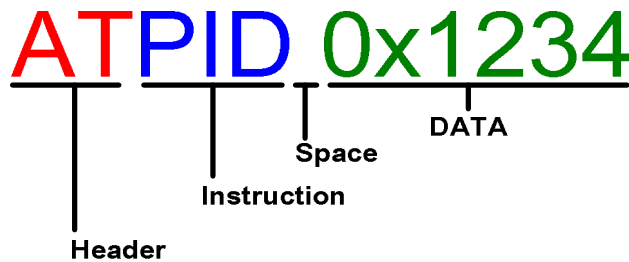 ATPID 0x1234
DATA
Space
Instruction
Header